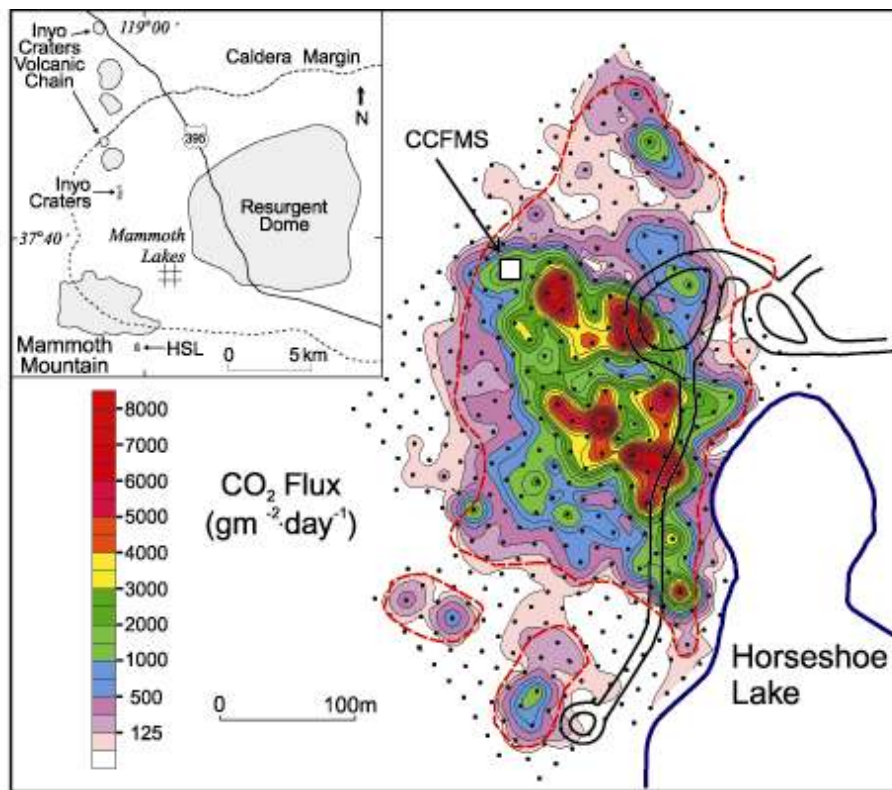 Inyo
Craters
Volcanic
Chain
119°00'
Caldera Margin
N
395
Inyo
Craters
Resurgent
Dome
37°40'
Mammoth
Lakes
Mammoth
Mountain
HSL
0 5 km
CCFMS
8000
7000
6000
5000
4000
3000
2000
1000
500
125
CO₂ Flux
(gm⁻²·day⁻¹)
0 100m
Horseshoe
Lake